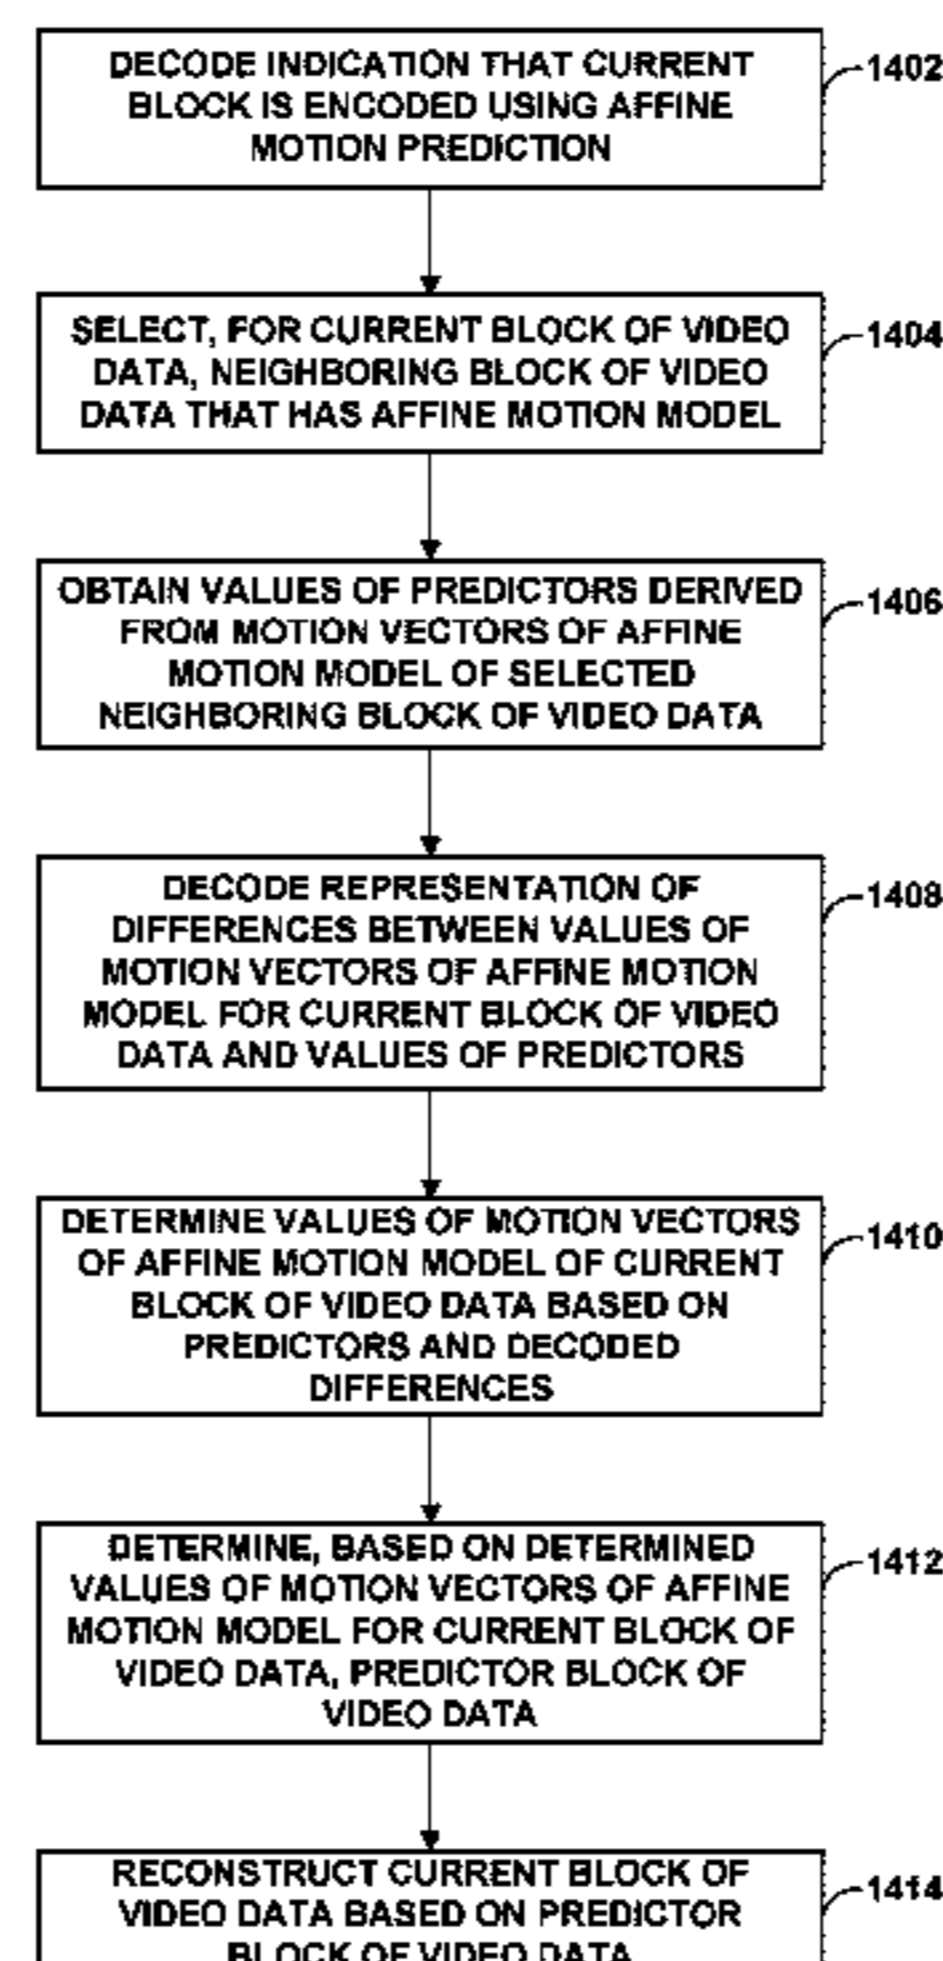 DECODE INDICATION THAT CURRENT
BLOCK IS ENCODED USING AFFINE
MOTION PREDICTION
1402
SELECT, FOR CURRENT BLOCK OF VIDEO
DATA, NEIGHBORING BLOCK OF VIDEO
DATA THAT HAS AFFINE MOTION MODEL
1404
OBTAIN VALUES OF PREDICTORS DERIVED
FROM MOTION VECTORS OF AFFINE
MOTION MODEL OF SELECTED
NEIGHBORING BLOCK OF VIDEO DATA
1406
DECODE REPRESENTATION OF
DIFFERENCES BETWEEN VALUES OF
MOTION VECTORS OF AFFINE MOTION
MODEL FOR CURRENT BLOCK OF VIDEO
DATA AND VALUES OF PREDICTORS
1408
DETERMINE VALUES OF MOTION VECTORS
OF AFFINE MOTION MODEL OF CURRENT
BLOCK OF VIDEO DATA BASED ON
PREDICTORS AND DECODED
DIFFERENCES
1410
DETERMINE, BASED ON DETERMINED
VALUES OF MOTION VECTORS OF AFFINE
MOTION MODEL FOR CURRENT BLOCK OF
VIDEO DATA, PREDICTOR BLOCK OF
VIDEO DATA
1412
RECONSTRUCT CURRENT BLOCK OF
VIDEO DATA BASED ON PREDICTOR
BLOCK OF VIDEO DATA
1414